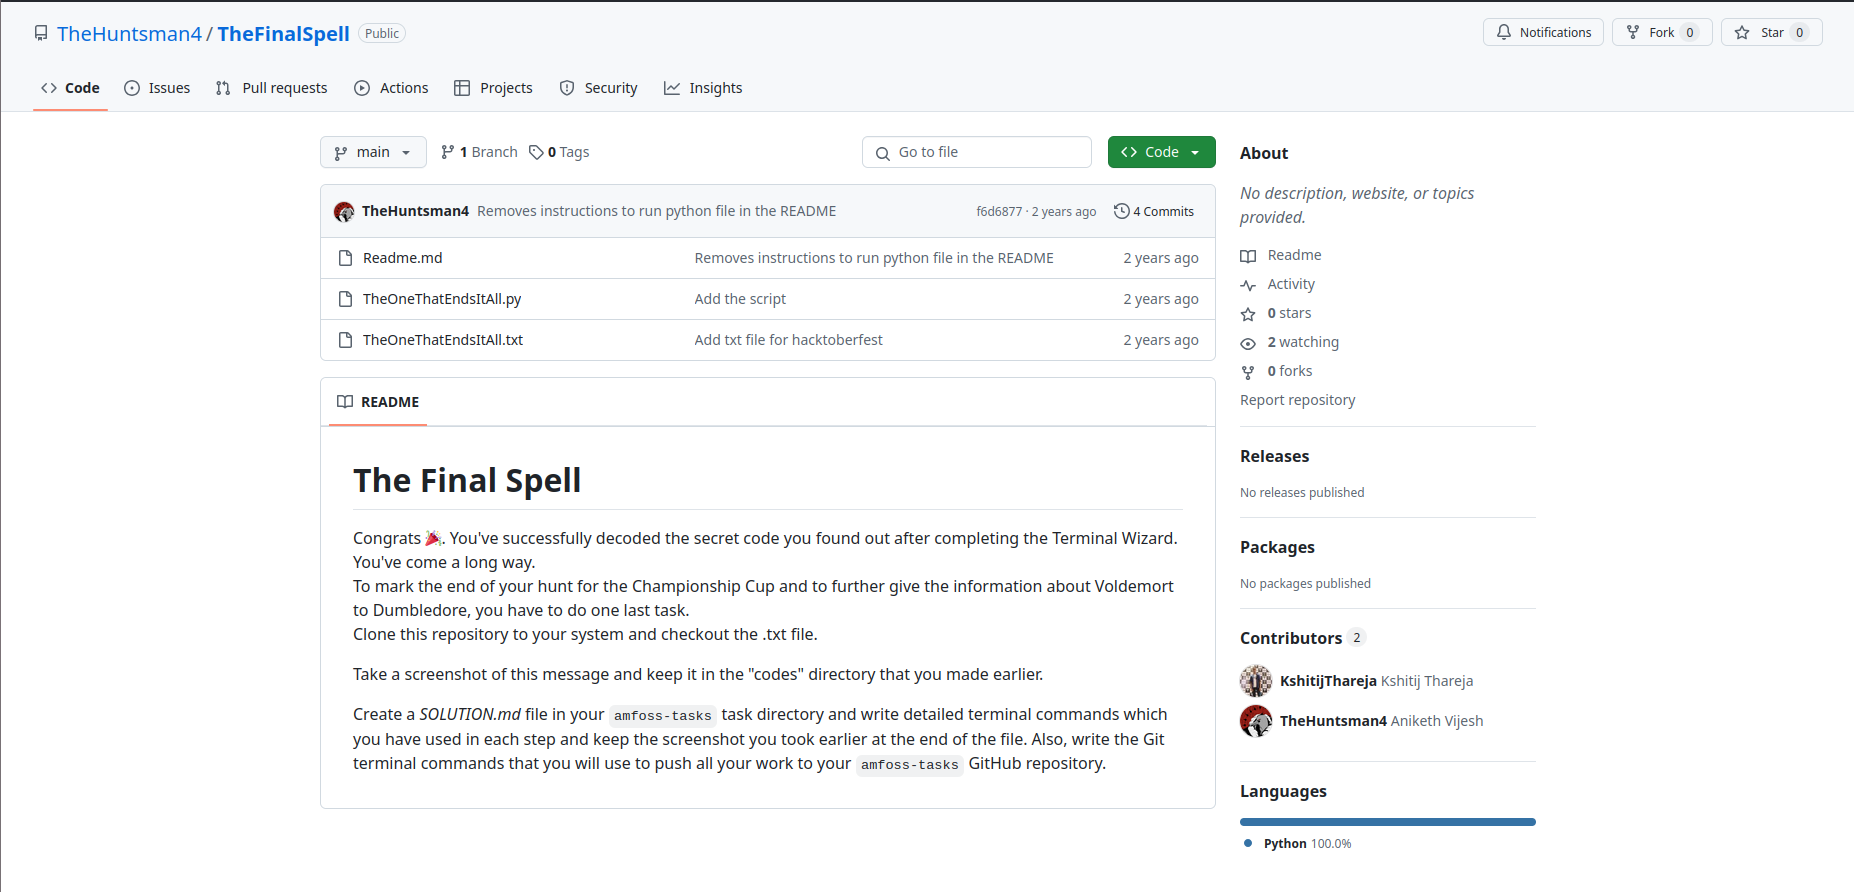 TheHuntsman4 / TheFinalSpell Public
Notifications
Fork 0
Star 0
Code
Issues
Pull requests
Actions
Projects
Security
Insights
main
1 Branch
0 Tags
Go to file
Code
TheHuntsman4 Removes instructions to run python file in the README
f6d6877 · 2 years ago
4 Commits
Readme.md Removes instructions to run python file in the README 2 years ago
TheOneThatEndsItAll.py Add the script 2 years ago
TheOneThatEndsItAll.txt Add txt file for hacktoberfest 2 years ago
README
The Final Spell
Congrats 🎉. You've successfully decoded the secret code you found out after completing the Terminal Wizard.
You've come a long way.
To mark the end of your hunt for the Championship Cup and to further give the information about Voldemort
to Dumbledore, you have to do one last task.
Clone this repository to your system and checkout the .txt file.
Take a screenshot of this message and keep it in the "codes" directory that you made earlier.
Create a SOLUTION.md file in your amfoss-tasks task directory and write detailed terminal commands which
you have used in each step and keep the screenshot you took earlier at the end of the file. Also, write the Git
terminal commands that you will use to push all your work to your amfoss-tasks GitHub repository.
About
No description, website, or topics
provided.
Readme
Activity
0 stars
2 watching
0 forks
Report repository
Releases
No releases published
Packages
No packages published
Contributors 2
KshitijThareja Kshitij Thareja
TheHuntsman4 Aniketh Vijesh
Languages
Python 100.0%